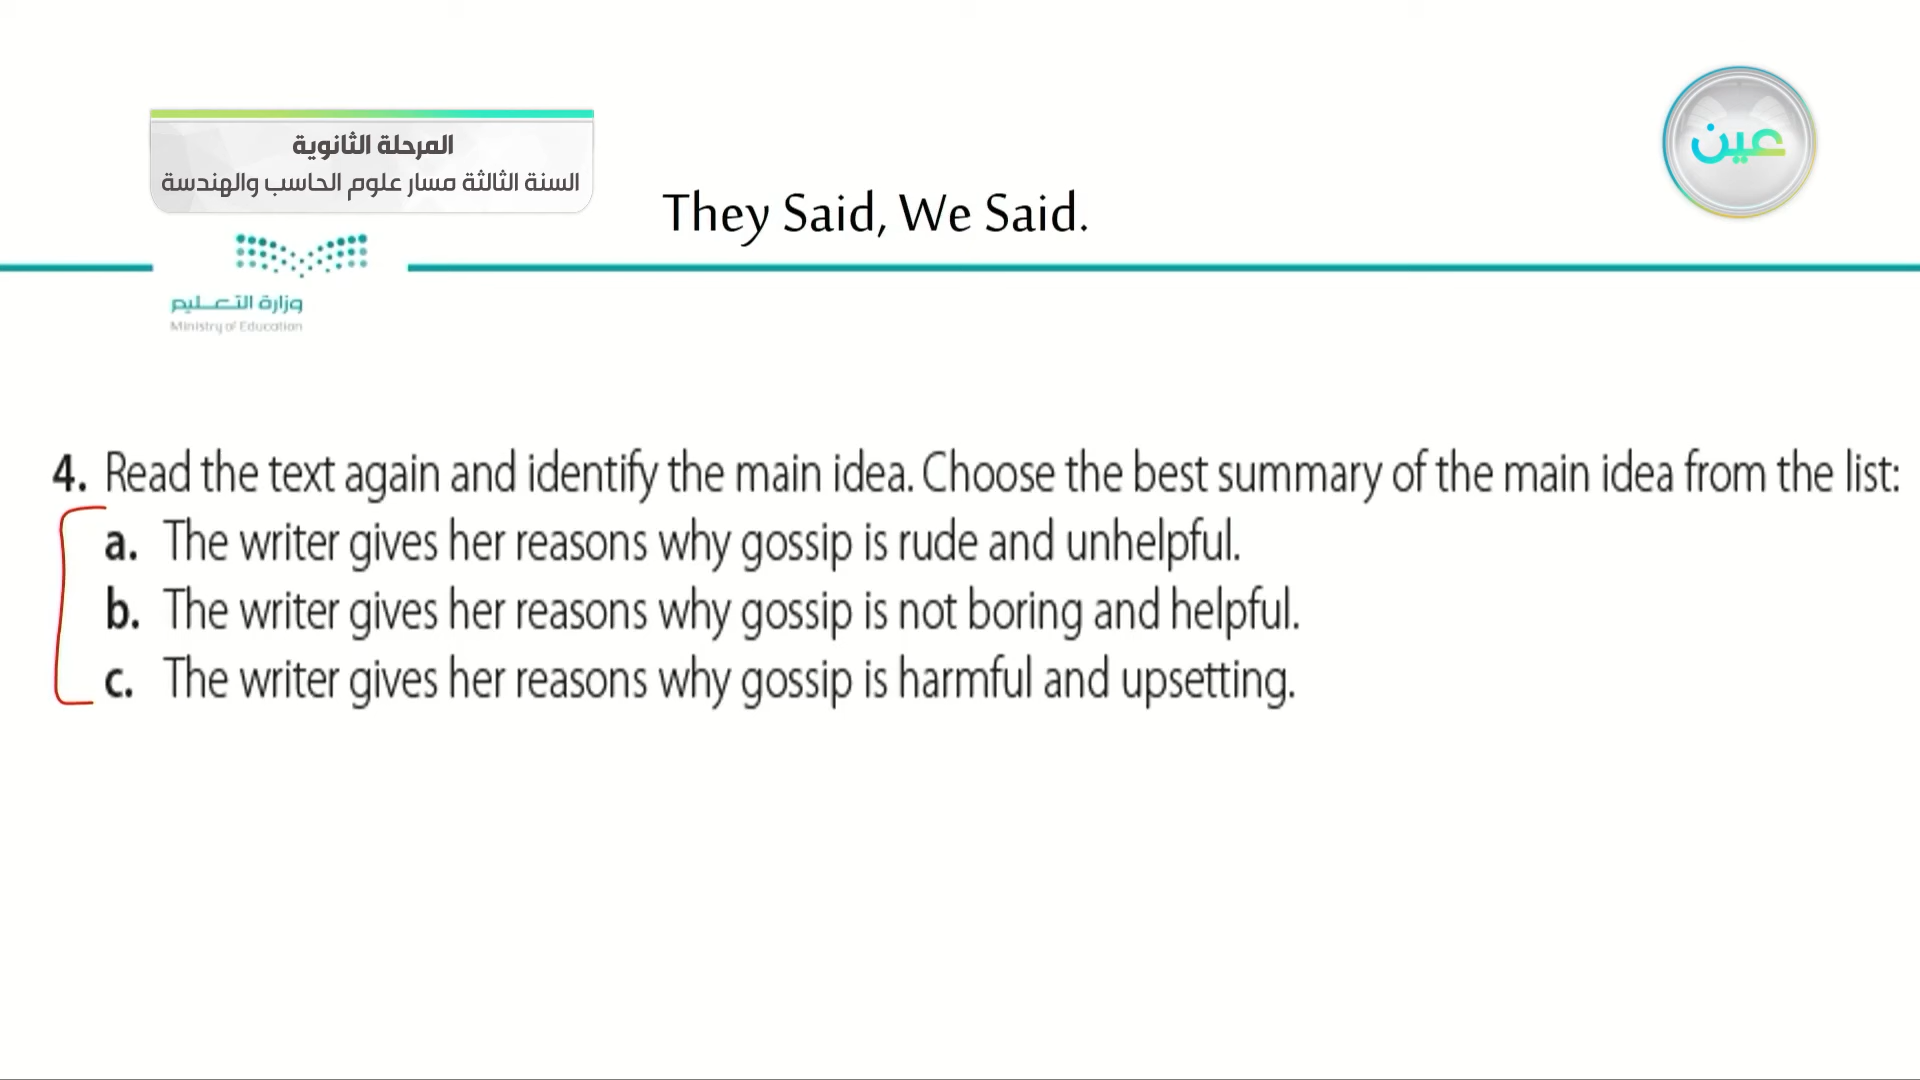 المرحلة الثانوية
السنة الثالثة مسار علوم الحاسب والهندسة
عين
They Said, We Said.
وزارة التعليم
Ministry of Education
4. Read the text again and identify the main idea. Choose the best summary of the main idea from the list:
a. The writer gives her reasons why gossip is rude and unhelpful.
b. The writer gives her reasons why gossip is not boring and helpful.
c. The writer gives her reasons why gossip is harmful and upsetting.